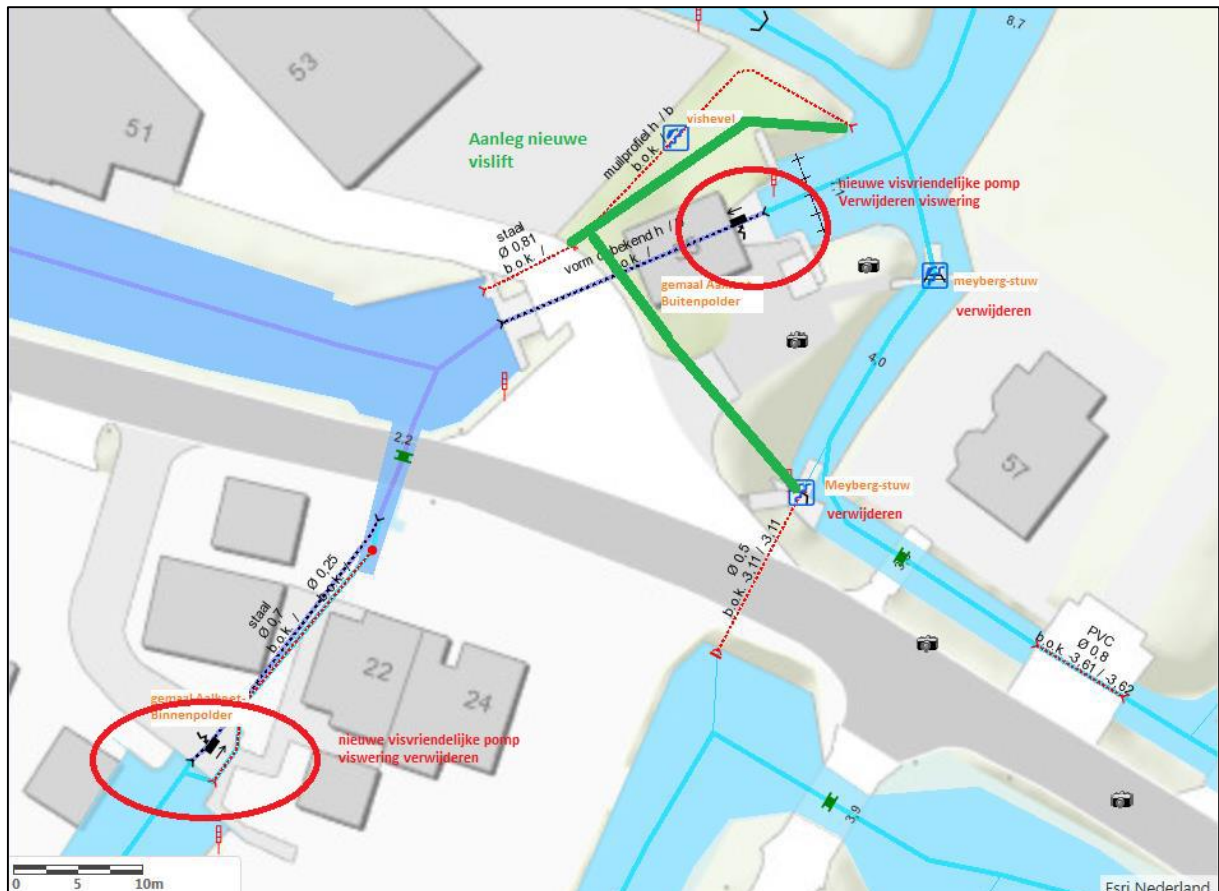 53
51
8,7
Aanleg nieuwe
vislift
vishevel
muilprofiel h / b
b.o.k. /
nieuwe visvriendelijke pomp
Verwijderen viswering
staal
Ø 0,81
b.o.k. /
gemaal Aalkeet-
Buitenpolder
meyberg-stuw
verwijderen
4,0
57
2,2
Meyberg-stuw
verwijderen
Ø 0,5
b.o.k. -3,11 / -3,11
staal
Ø 0,7
b.o.k. /
Ø 0,25
b.o.k. /
PVC
Ø 0,8
b.o.k. -3,61 / -3,62
22
24
gemaal Aalkeet-
Binnenpolder
nieuwe visvriendelijke pomp
viswering verwijderen
3,9
0 5 10m
Esri Nederland